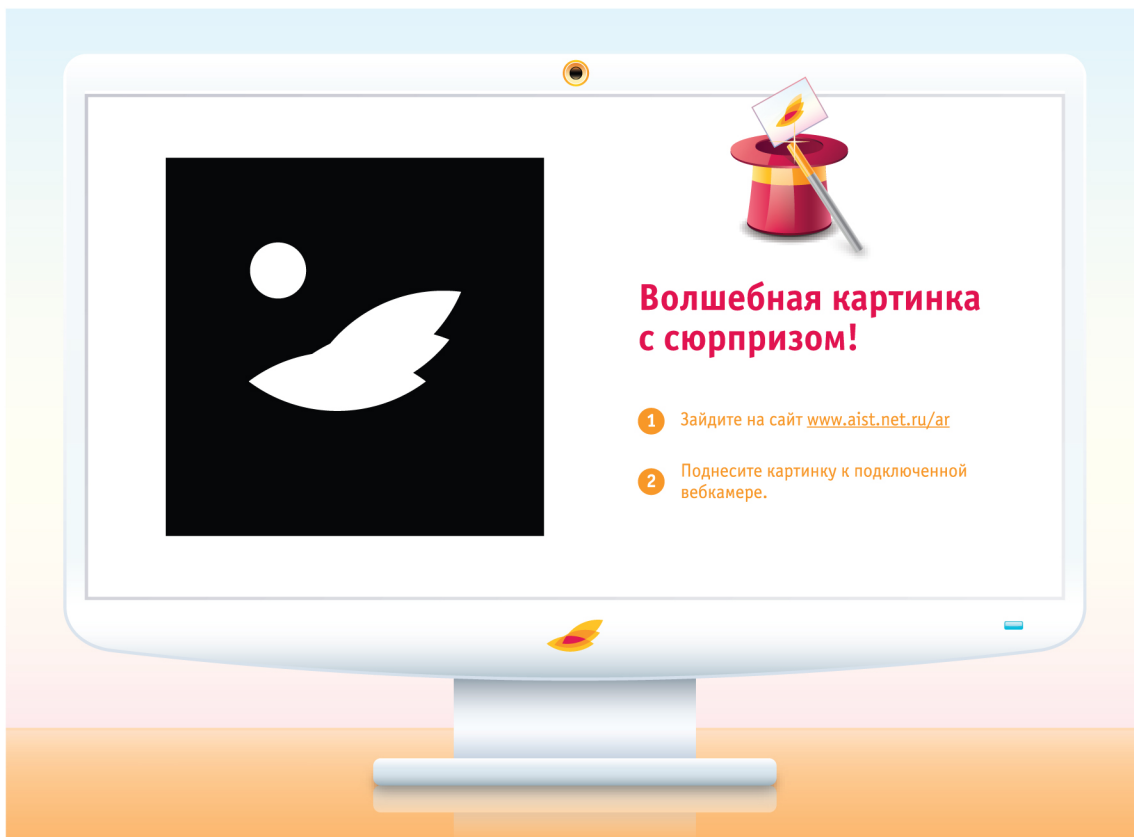 Волшебная картинка
с сюрпризом!
1 Зайдите на сайт www.aist.net.ru/ar
2 Поднесите картинку к подключенной
вебкамере.